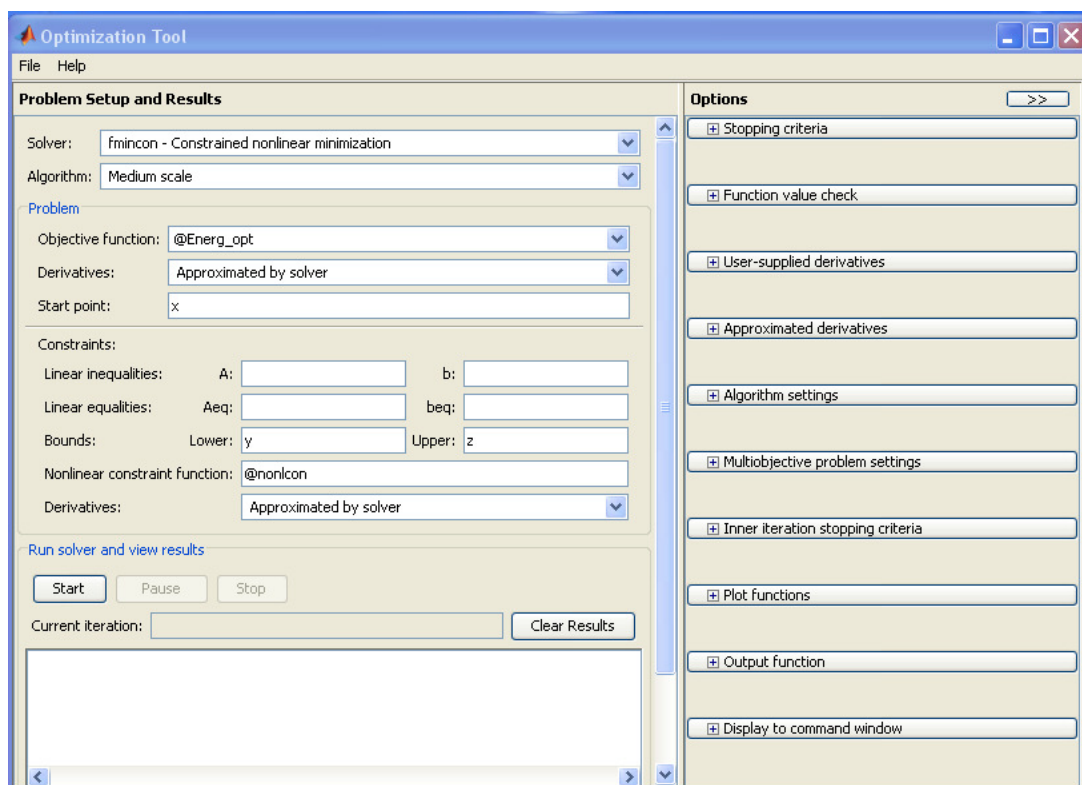 Optimization Tool
File Help
Problem Setup and Results
Solver: fmincon - Constrained nonlinear minimization
Algorithm: Medium scale
Problem
Objective function: @Energ_opt
Derivatives: Approximated by solver
Start point: x
Constraints:
Linear inequalities: A: b:
Linear equalities: Aeq: beq:
Bounds: Lower: y Upper: z
Nonlinear constraint function: @nonlcon
Derivatives: Approximated by solver
Run solver and view results
Start Pause Stop
Current iteration: Clear Results
Options >>
Stopping criteria
Function value check
User-supplied derivatives
Approximated derivatives
Algorithm settings
Multiobjective problem settings
Inner iteration stopping criteria
Plot functions
Output function
Display to command window